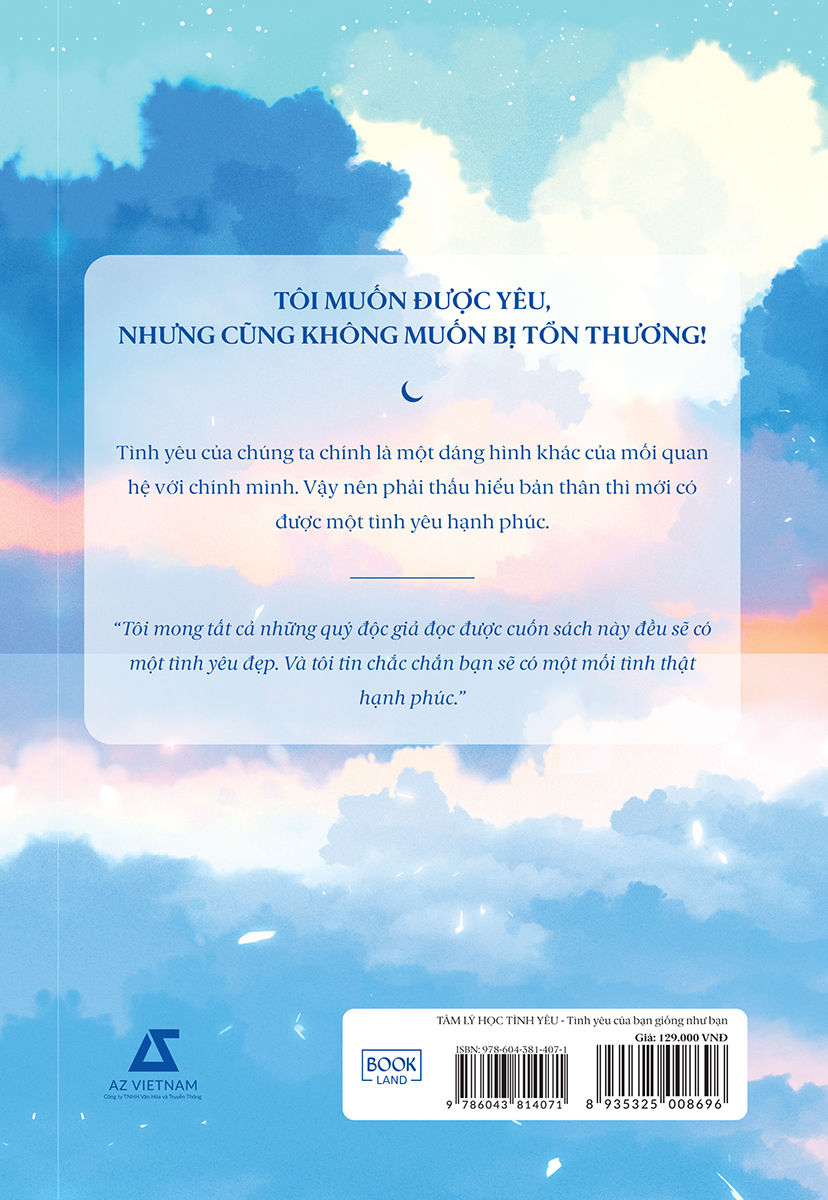 TÔI MUỐN ĐƯỢC YÊU,
NHƯNG CŨNG KHÔNG MUỐN BỊ TỔN THƯƠNG!
Tình yêu của chúng ta chính là một dáng hình khác của mối quan
hệ với chính mình. Vậy nên phải thấu hiểu bản thân thì mới có
được một tình yêu hạnh phúc.
“Tôi mong tất cả những quý độc giả đọc được cuốn sách này đều sẽ có
một tình yêu đẹp. Và tôi tin chắc chắn bạn sẽ có một mối tình thật
hạnh phúc.”
AZ VIETNAM
Công ty TNHH Văn Hóa và Truyền Thông
TÂM LÝ HỌC TÌNH YÊU - Tình yêu của bạn giống như bạn
Giá: 129.000 VNĐ
BOOK
LAND
ISBN: 978-604-381-407-1
9 786043 814071
8 935325 008696